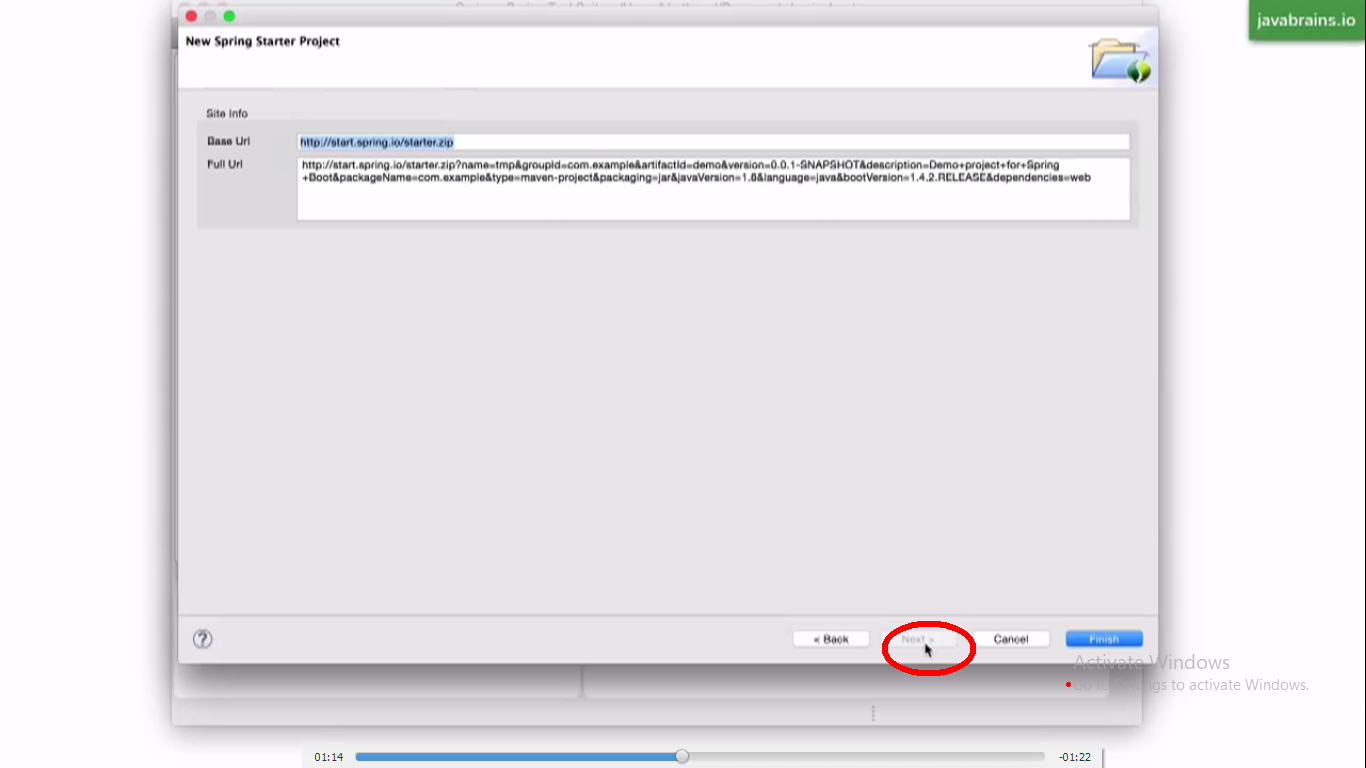 javabrains.io
New Spring Starter Project
Site Info
Base Url http://start.spring.io/starter.zip
Full Url http://start.spring.io/starter.zip?name=tmp&groupId=com.example&artifactId=demo&version=0.0.1-SNAPSHOT&description=Demo+project+for+Spring
+Boot&packageName=com.example&type=maven-project&packaging=jar&javaVersion=1.8&language=java&bootVersion=1.4.2.RELEASE&dependencies=web
? < Back Next > Cancel Finish
Activate Windows
Go to Settings to activate Windows.
01:14 -01:22